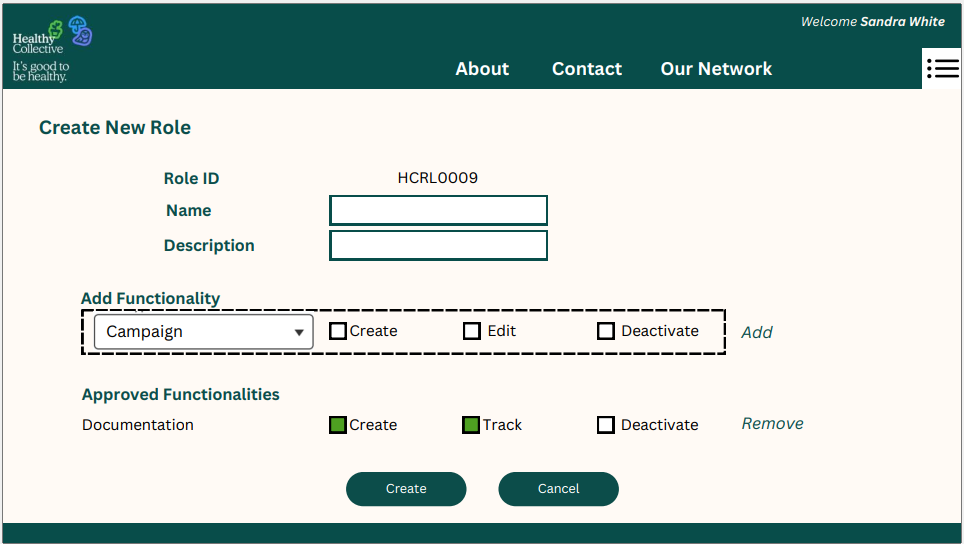 Welcome Sandra White
Healthy
Collective
It's good to
be healthy.
About Contact Our Network
Create New Role
Role ID HCRL0009
Name
Description
Add Functionality
Campaign Create Edit Deactivate Add
Approved Functionalities
Documentation Create Track Deactivate Remove
Create Cancel